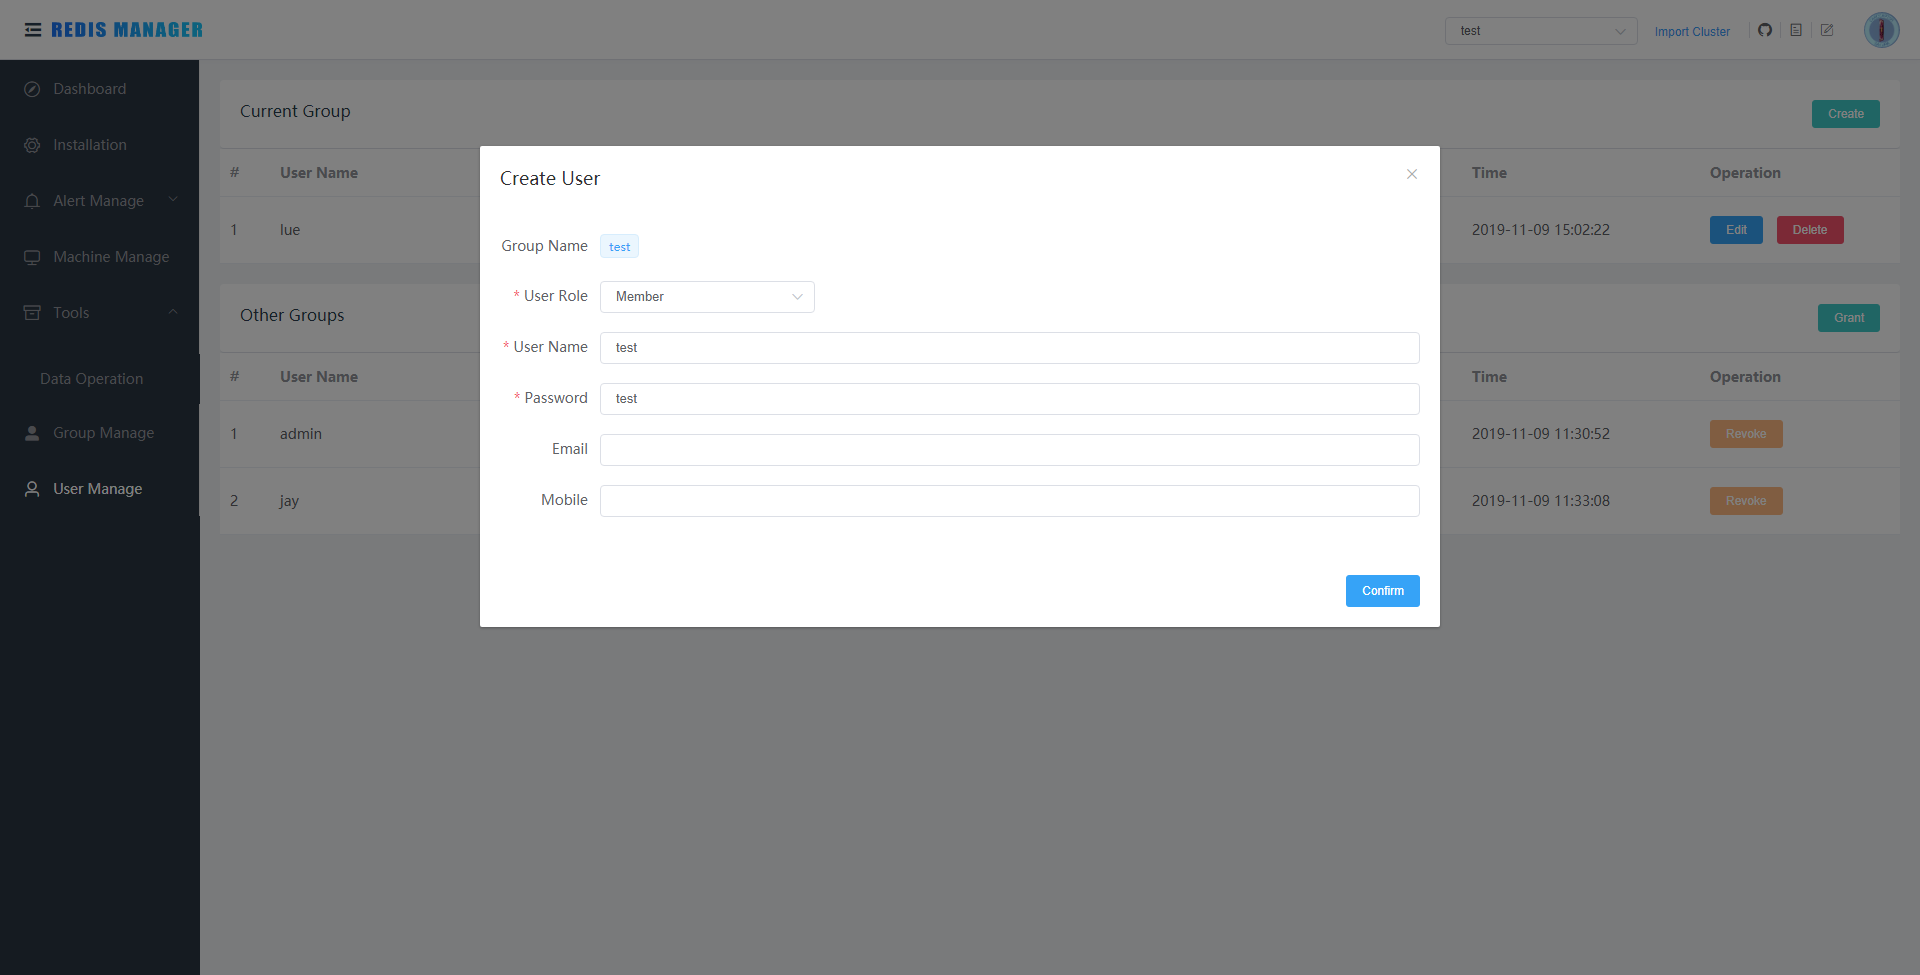 REDIS MANAGER
test
Import Cluster
Dashboard
Installation
Alert Manage
Machine Manage
Tools
Data Operation
Group Manage
User Manage
Current Group
Create
# User Name Time Operation
1 lue 2019-11-09 15:02:22 Edit Delete
Other Groups
Grant
# User Name Time Operation
1 admin 2019-11-09 11:30:52 Revoke
2 jay 2019-11-09 11:33:08 Revoke
Create User
Group Name test
* User Role Member
* User Name test
* Password test
Email
Mobile
Confirm